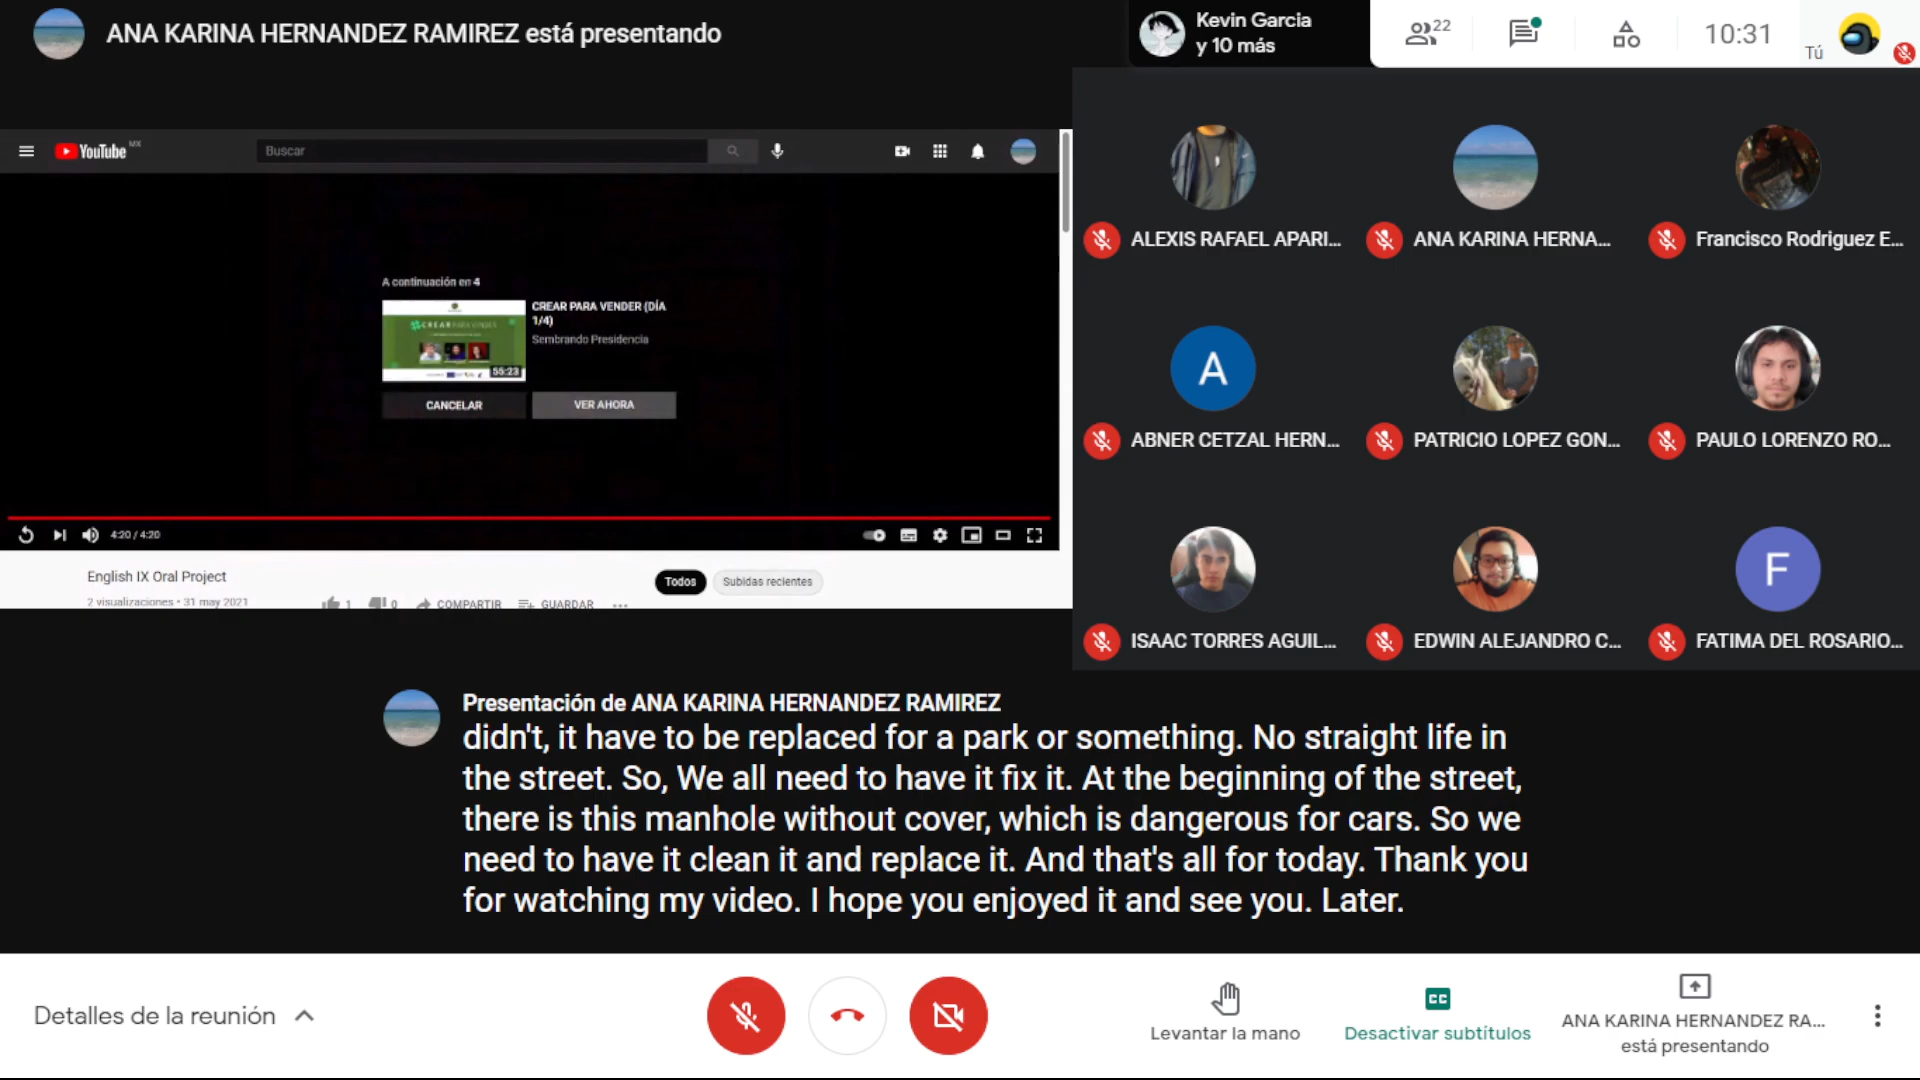 ANA KARINA HERNANDEZ RAMIREZ está presentando
Kevin Garcia
y 10 más
22
10:31
Tú
YouTube MX
Buscar
A continuación en 4
CREAR PARA VENDER (DÍA
1/4)
Sembrando Presidencia
CREAR PARA VENDER
55:23
CANCELAR
VER AHORA
4:20 / 4:20
English IX Oral Project
2 visualizaciones • 31 may 2021
1
0
COMPARTIR
GUARDAR
Todos
Subidas recientes
ALEXIS RAFAEL APARI...
ANA KARINA HERNA...
Francisco Rodriguez E...
A
ABNER CETZAL HERN...
PATRICIO LOPEZ GON...
PAULO LORENZO RO...
F
ISAAC TORRES AGUIL...
EDWIN ALEJANDRO C...
FATIMA DEL ROSARIO...
Presentación de ANA KARINA HERNANDEZ RAMIREZ
didn't, it have to be replaced for a park or something. No straight life in
the street. So, We all need to have it fix it. At the beginning of the street,
there is this manhole without cover, which is dangerous for cars. So we
need to have it clean it and replace it. And that's all for today. Thank you
for watching my video. I hope you enjoyed it and see you. Later.
Detalles de la reunión
Levantar la mano
CC
Desactivar subtítulos
ANA KARINA HERNANDEZ RA...
está presentando